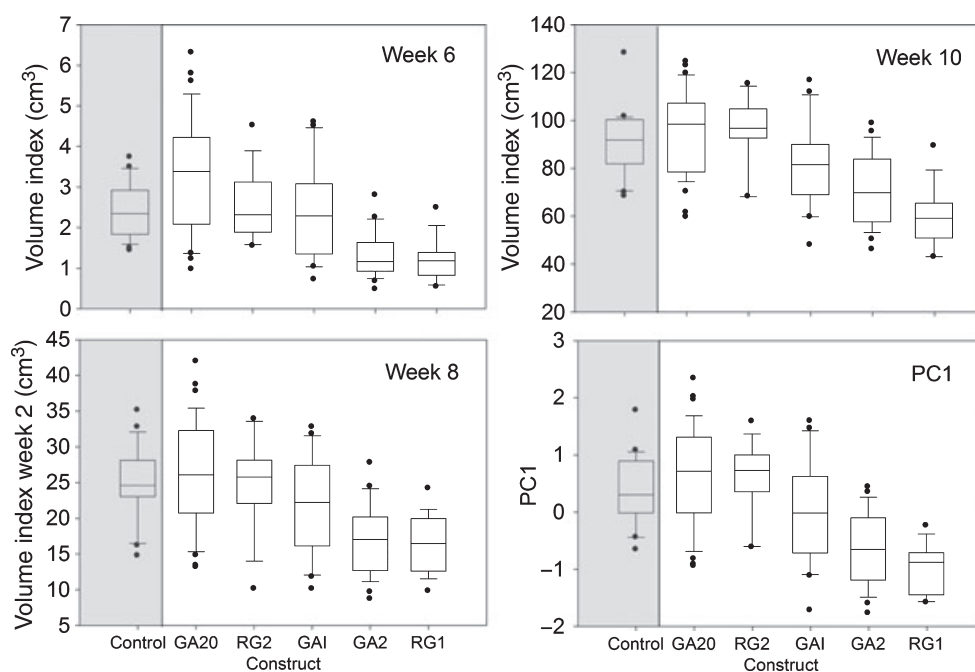 Week 6
Volume index (cm³)
7
6
5
4
3
2
1
0
Week 10
Volume index (cm³)
140
120
100
80
60
40
20
Week 8
Volume index week 2 (cm³)
45
40
35
30
25
20
15
10
5
Control GA20 RG2 GAI GA2 RG1
Construct
PC1
PC1
3
2
1
0
–1
–2
Control GA20 RG2 GAI GA2 RG1
Construct